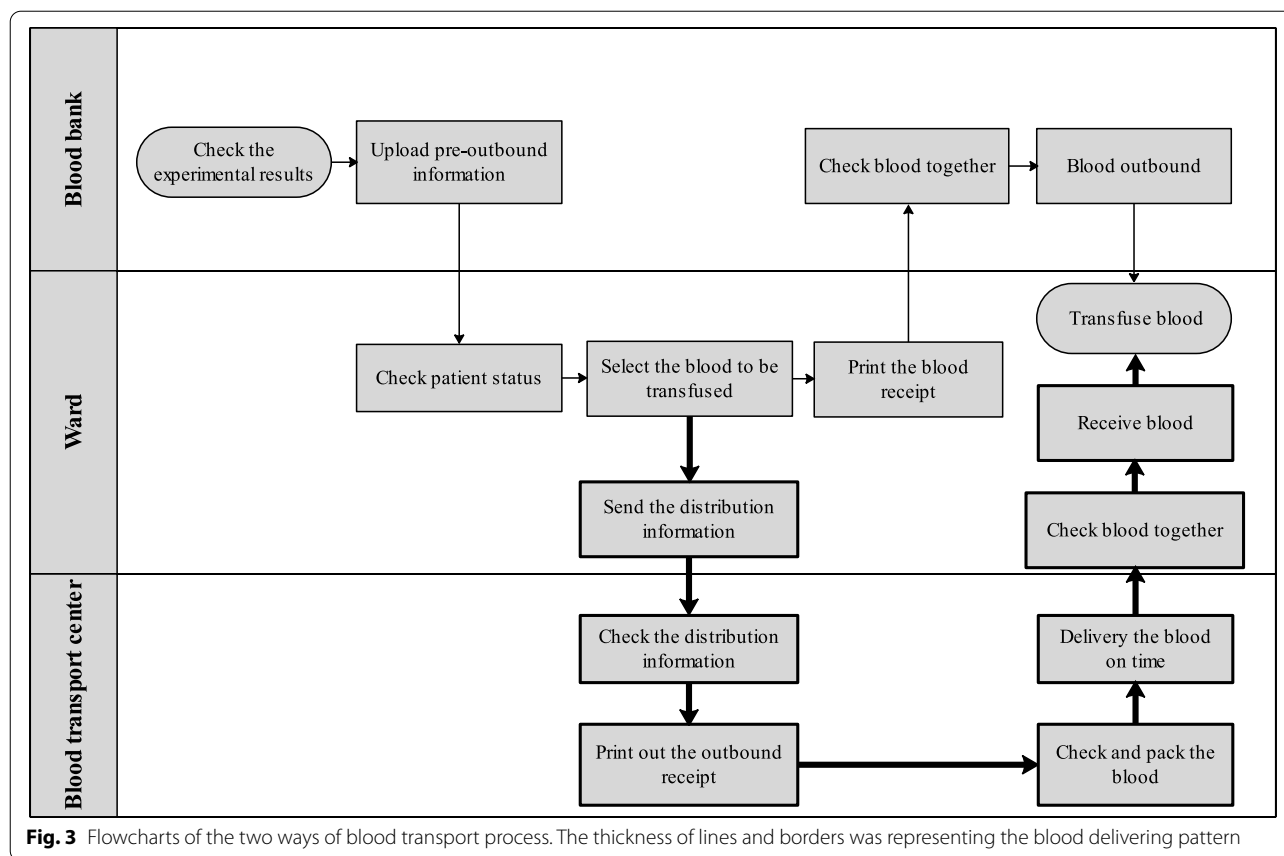 Blood bank
Check the
experimental results
Upload pre-outbound
information
Check blood together
Blood outbound
Ward
Transfuse blood
Check patient status
Select the blood to be
transfused
Print the blood
receipt
Receive blood
Send the distribution
information
Check blood together
Blood transport center
Check the distribution
information
Delivery the blood
on time
Print out the outbound
receipt
Check and pack the
blood
Fig. 3 Flowcharts of the two ways of blood transport process. The thickness of lines and borders was representing the blood delivering pattern